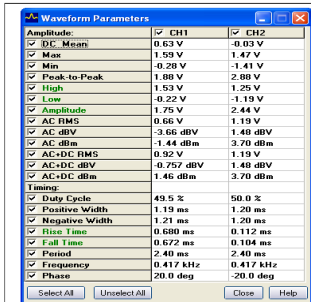 Waveform Parameters
Amplitude: CH1 CH2
DC Mean 0.63 V -0.03 V
Max 1.59 V 1.47 V
Min -0.28 V -1.41 V
Peak-to-Peak 1.88 V 2.88 V
High 1.53 V 1.25 V
Low -0.22 V -1.19 V
Amplitude 1.75 V 2.44 V
AC RMS 0.66 V 1.19 V
AC dBV -3.66 dBV 1.48 dBV
AC dBm -1.44 dBm 3.70 dBm
AC+DC RMS 0.92 V 1.19 V
AC+DC dBV -0.757 dBV 1.48 dBV
AC+DC dBm 1.46 dBm 3.70 dBm
Timing:
Duty Cycle 49.5 % 50.0 %
Positive Width 1.19 ms 1.20 ms
Negative Width 1.21 ms 1.20 ms
Rise Time 0.680 ms 0.112 ms
Fall Time 0.672 ms 0.104 ms
Period 2.40 ms 2.40 ms
Frequency 0.417 kHz 0.417 kHz
Phase 20.0 deg -20.0 deg
Select All Unselect All Close Help